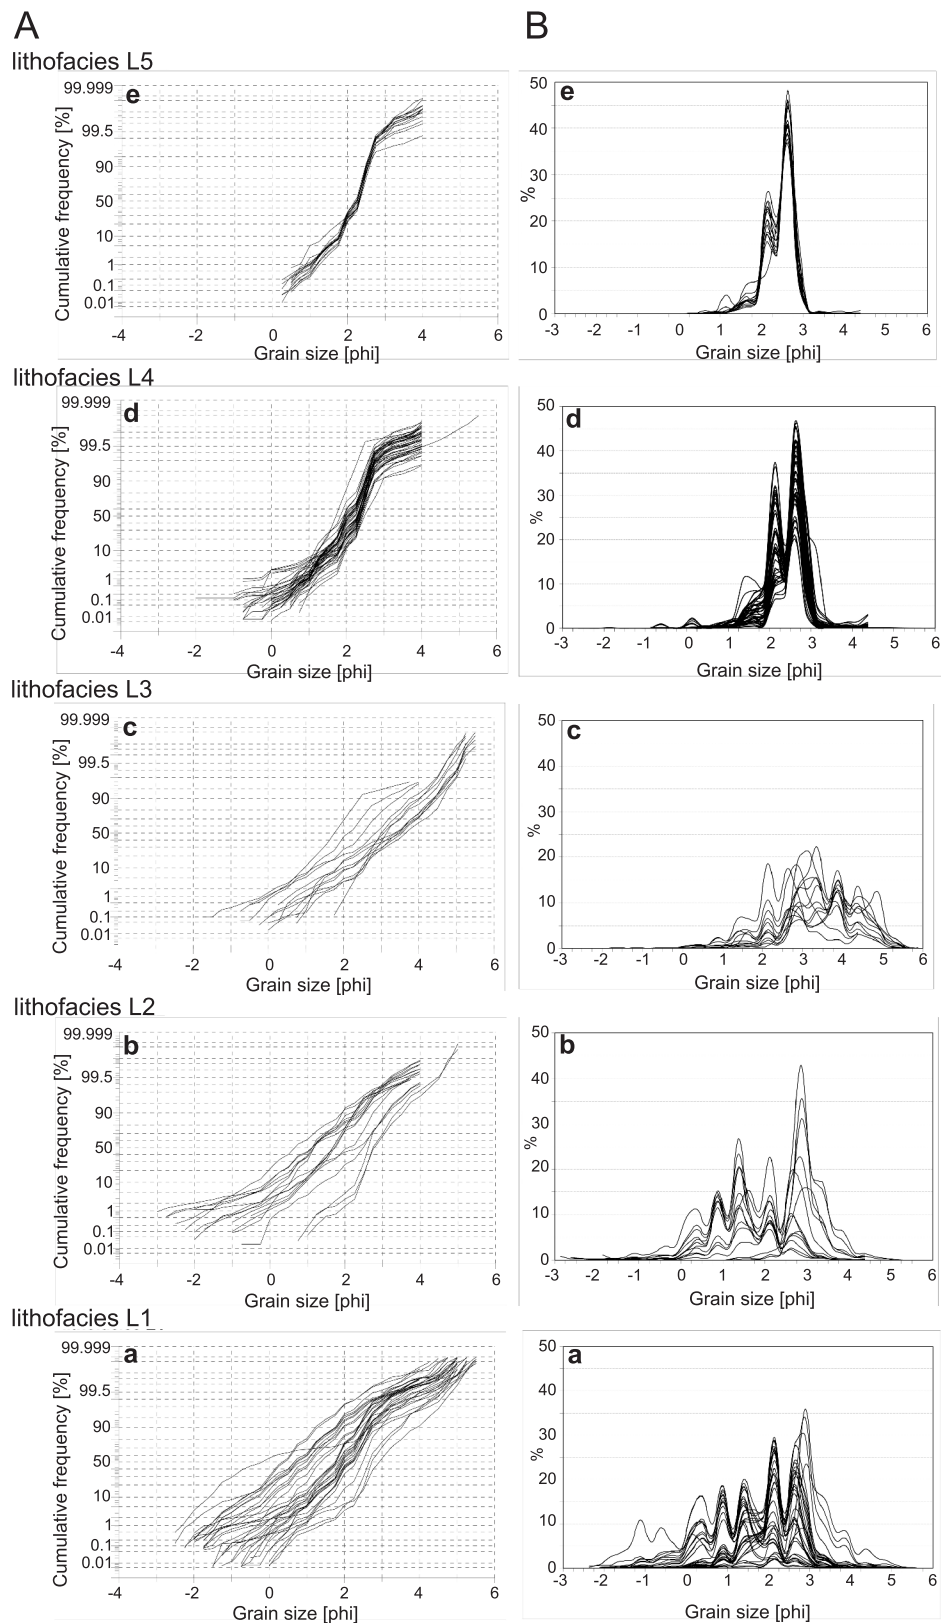 A B
lithofacies L5
e
Cumulative frequency [%]
99.999
99.5
90
50
10
1
0.1
0.01
-4 -2 0 2 4 6
Grain size [phi]
e
%
50
40
30
20
10
0
-3 -2 -1 0 1 2 3 4 5 6
Grain size [phi]
lithofacies L4
d
Cumulative frequency [%]
99.999
99.5
90
50
10
1
0.1
0.01
-4 -2 0 2 4 6
Grain size [phi]
d
%
50
40
30
20
10
0
-3 -2 -1 0 1 2 3 4 5 6
Grain size [phi]
lithofacies L3
c
Cumulative frequency [%]
99.999
99.5
90
50
10
1
0.1
0.01
-4 -2 0 2 4 6
Grain size [phi]
c
%
50
40
30
20
10
0
-3 -2 -1 0 1 2 3 4 5 6
Grain size [phi]
lithofacies L2
b
Cumulative frequency [%]
99.999
99.5
90
50
10
1
0.1
0.01
-4 -2 0 2 4 6
Grain size [phi]
b
%
50
40
30
20
10
0
-3 -2 -1 0 1 2 3 4 5 6
Grain size [phi]
lithofacies L1
a
Cumulative frequency [%]
99.999
99.5
90
50
10
1
0.1
0.01
-4 -2 0 2 4 6
Grain size [phi]
a
%
50
40
30
20
10
0
-3 -2 -1 0 1 2 3 4 5 6
Grain size [phi]